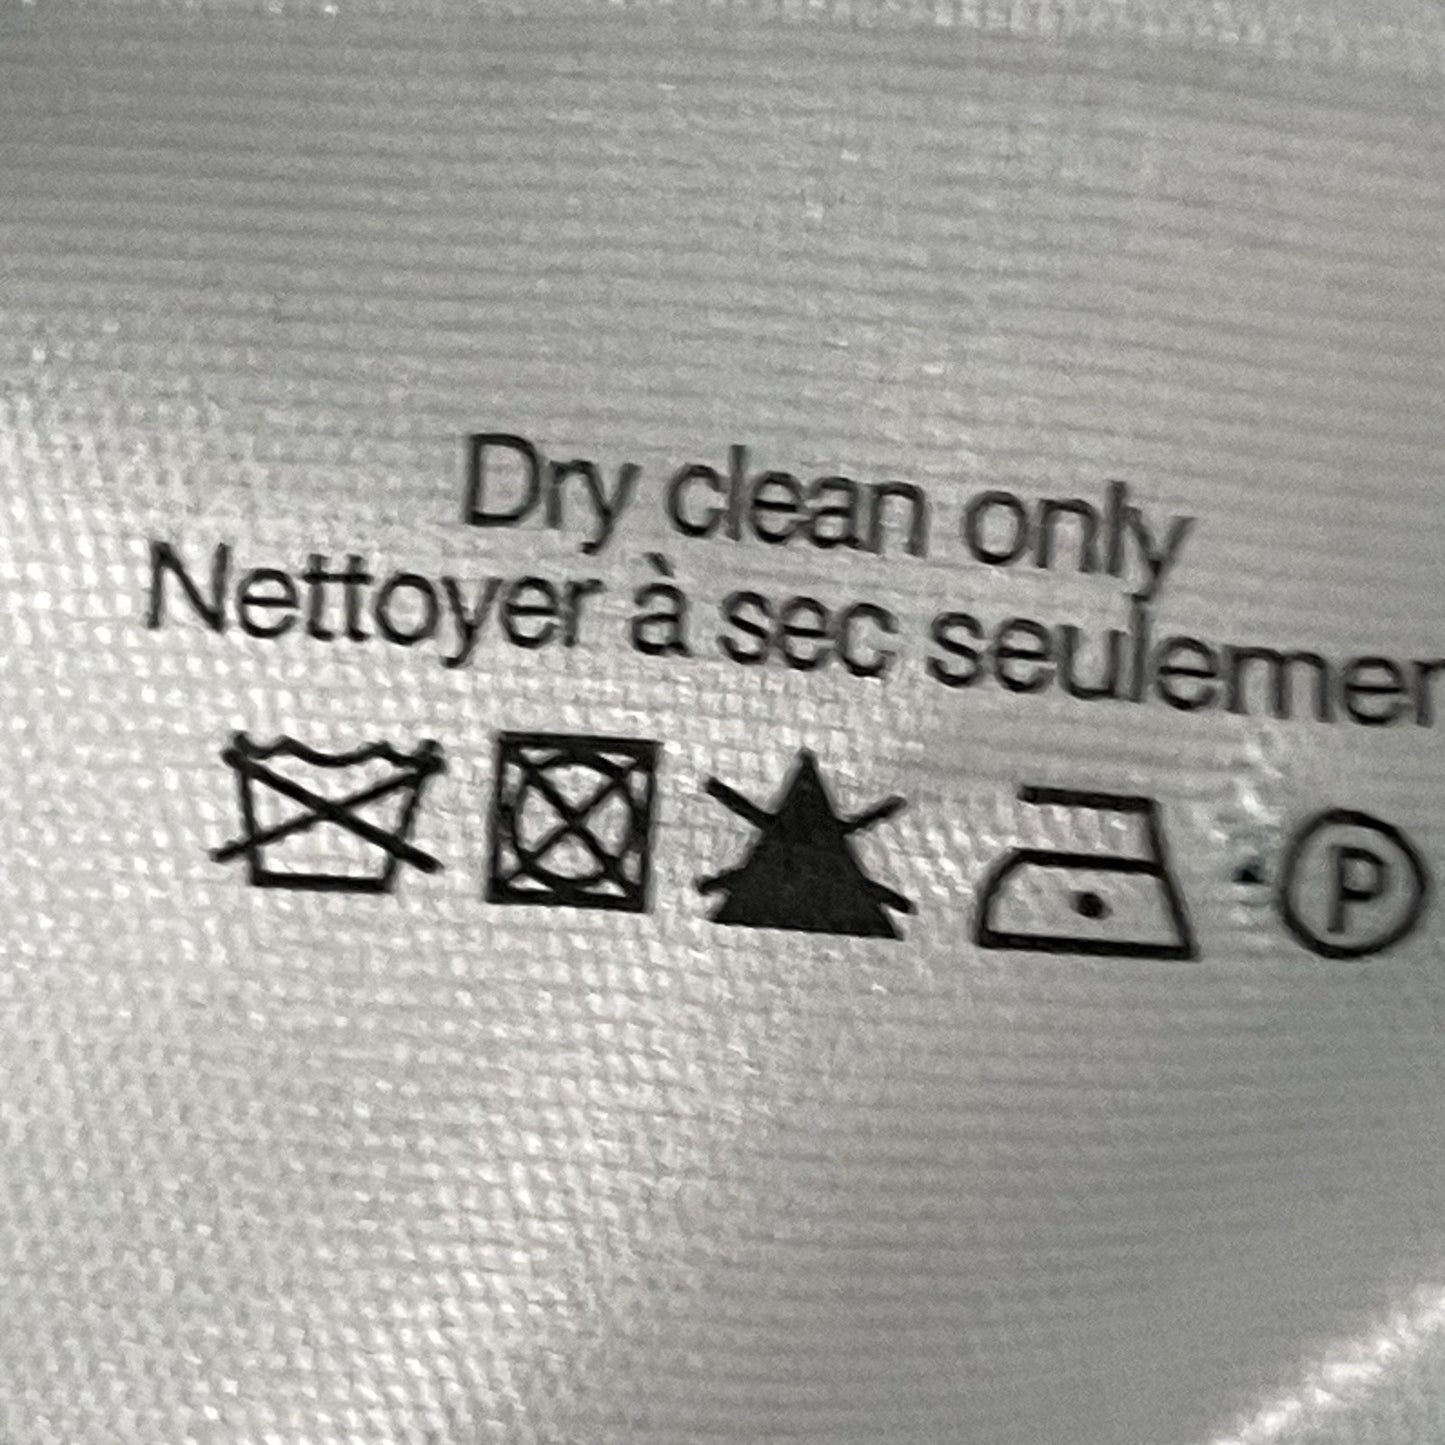 Dry clean only
Nettoyer à sec seulemen
P